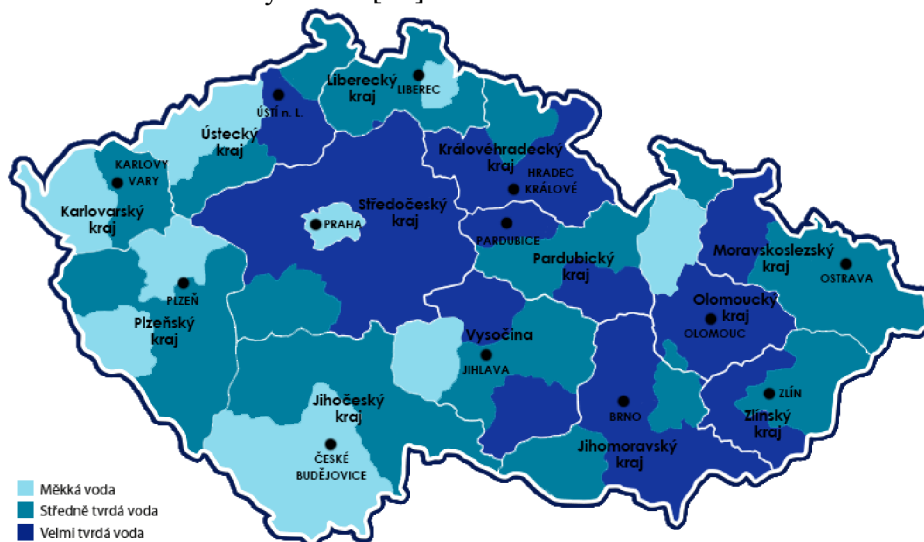 Líberecký
kraj
LIBEREC
ÚSTÍ n. L.
Ústecký
kraj
KARLOVY
VARY
Karlovarský
kraj
Královéhradecký
kraj
HRADEC
KRÁLOVÉ
Středočeský
kraj
PRAHA
PARDUBICE
Pardubický
kraj
Moravskoslezský
kraj
OSTRAVA
PLZEŇ
Plzeňský
kraj
Olomoucký
kraj
OLOMOUC
Vysočina
JIHLAVA
Jihočeský
kraj
ČESKÉ
BUDĚJOVICE
BRNO
Jihomoravský
kraj
ZLÍN
Zlínský
kraj
Měkká voda
Středně tvrdá voda
Velmi tvrdá voda